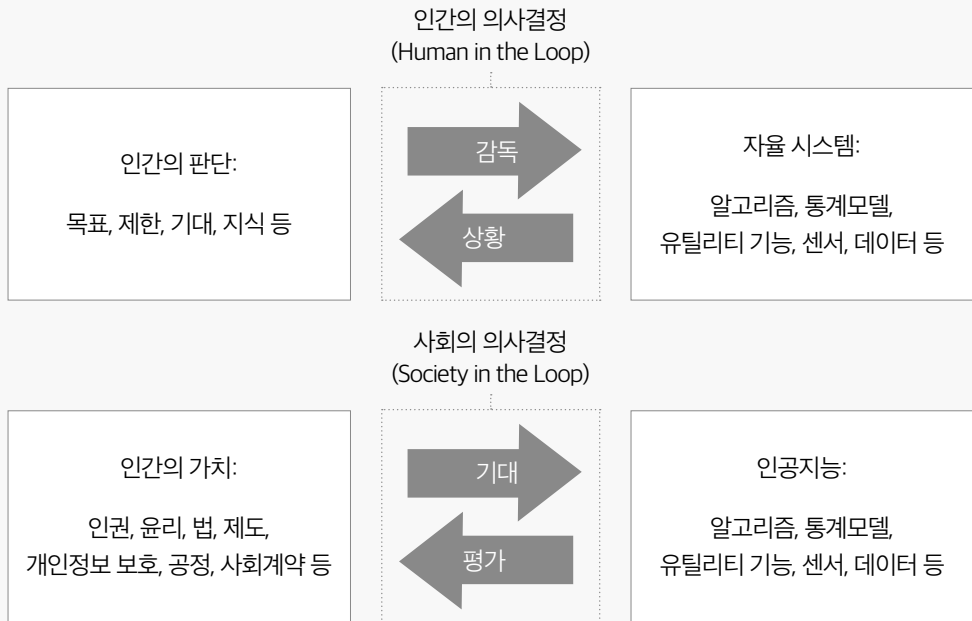 인간의 의사결정
(Human in the Loop)
인간의 판단:
목표, 제한, 기대, 지식 등
감독
상황
자율 시스템:
알고리즘, 통계모델,
유틸리티 기능, 센서, 데이터 등
사회의 의사결정
(Society in the Loop)
인간의 가치:
인권, 윤리, 법, 제도,
개인정보 보호, 공정, 사회계약 등
기대
평가
인공지능:
알고리즘, 통계모델,
유틸리티 기능, 센서, 데이터 등